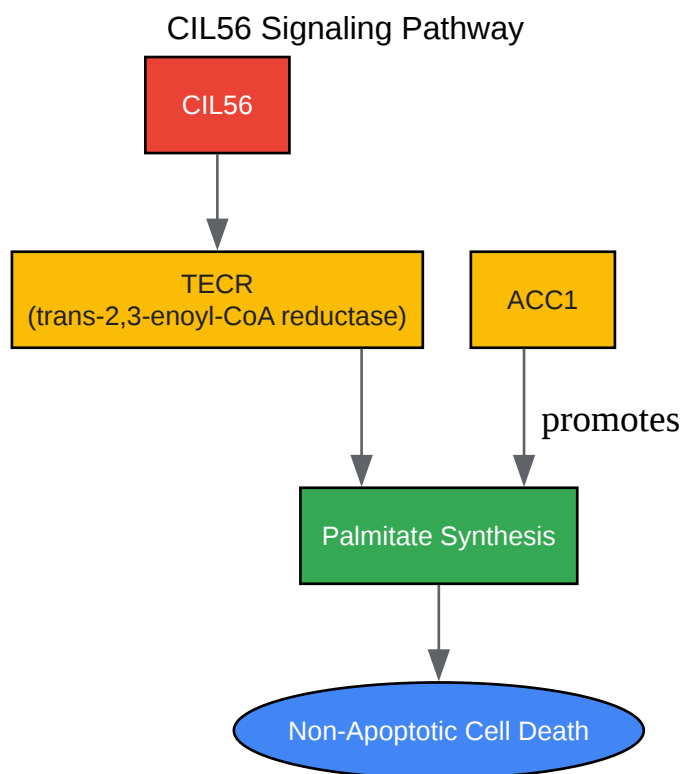 CIL56 Signaling Pathway
CIL56
TECR
(trans-2,3-enoyl-CoA reductase)
ACC1
promotes
Palmitate Synthesis
Non-Apoptotic Cell Death